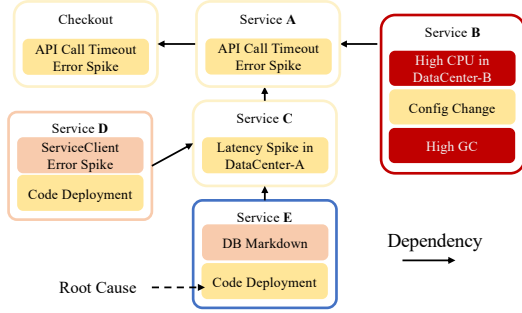 Checkout
API Call Timeout
Error Spike
Service A
API Call Timeout
Error Spike
Service B
High CPU in
DataCenter-B
Config Change
High GC
Service D
ServiceClient
Error Spike
Code Deployment
Service C
Latency Spike in
DataCenter-A
Service E
DB Markdown
Code Deployment
Dependency
Root Cause